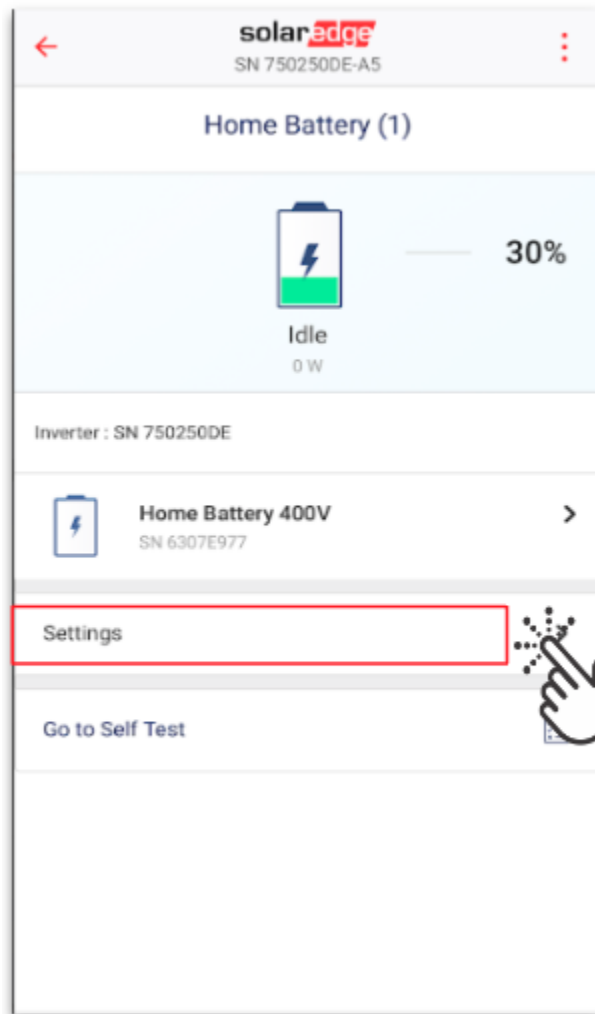 solaredge
SN 750250DE-A5
Home Battery (1)
30%
Idle
0 W
Inverter : SN 750250DE
Home Battery 400V
SN 6307E977
Settings
Go to Self Test